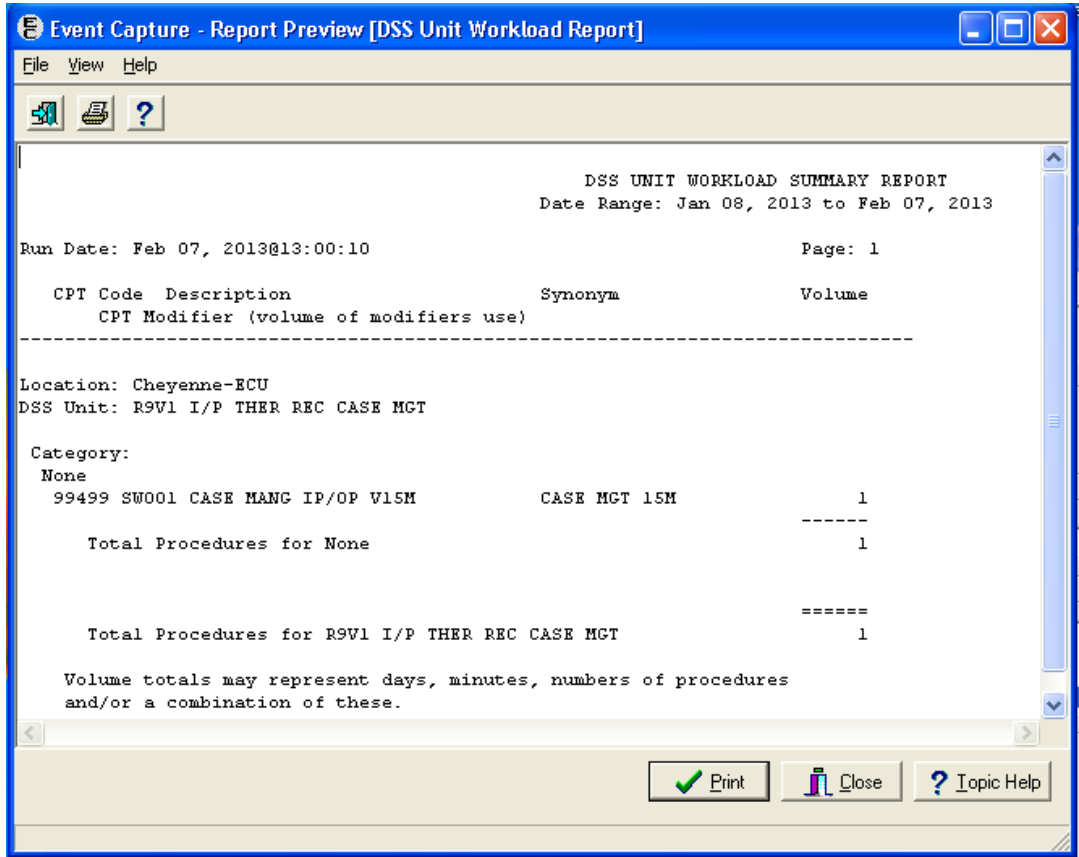 Event Capture - Report Preview [DSS Unit Workload Report]
File View Help
DSS UNIT WORKLOAD SUMMARY REPORT
Date Range: Jan 08, 2013 to Feb 07, 2013
Run Date: Feb 07, 2013@13:00:10 Page: 1
CPT Code Description Synonym Volume
CPT Modifier (volume of modifiers use)
--------------------------------------------------------------------------------
Location: Cheyenne-ECU
DSS Unit: R9V1 I/P THER REC CASE MGT
Category:
None
99499 SW001 CASE MANG IP/OP V15M CASE MGT 15M 1
------
Total Procedures for None 1
======
Total Procedures for R9V1 I/P THER REC CASE MGT 1
Volume totals may represent days, minutes, numbers of procedures
and/or a combination of these.
Print Close ? Topic Help